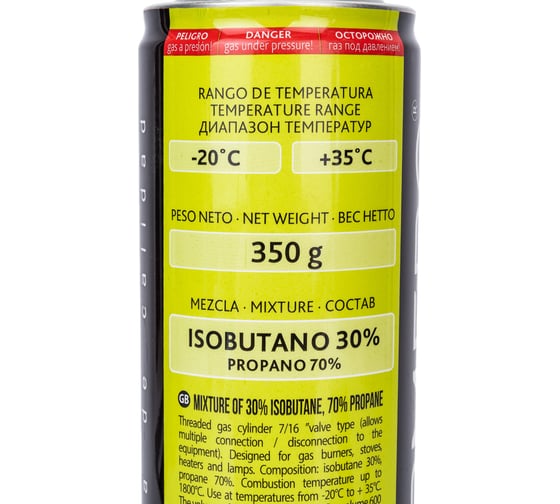 PELIGRO DANGER ОСТОРОЖНО
gas a presión! gas under pressure! газ под давлением!
RANGO DE TEMPERATURA
TEMPERATURE RANGE
ДИАПАЗОН ТЕМПЕРАТУР
-20˚C +35˚C
PESO NETO · NET WEIGHT · ВЕС НЕТТО
350 g
MEZCLA · MIXTURE · СОСТАВ
ISOBUTANO 30%
PROPANO 70%
GB MIXTURE OF 30% ISOBUTANE, 70% PROPANE
Threaded gas cylinder 7/16 "valve type (allows
multiple connection / disconnection to the
equipment). Designed for gas burners, stoves,
heaters and lamps. Composition: isobutane 30%,
propane 70%. Combustion temperature up to
1800°C. Use at temperatures from -20°C to + 35°C.